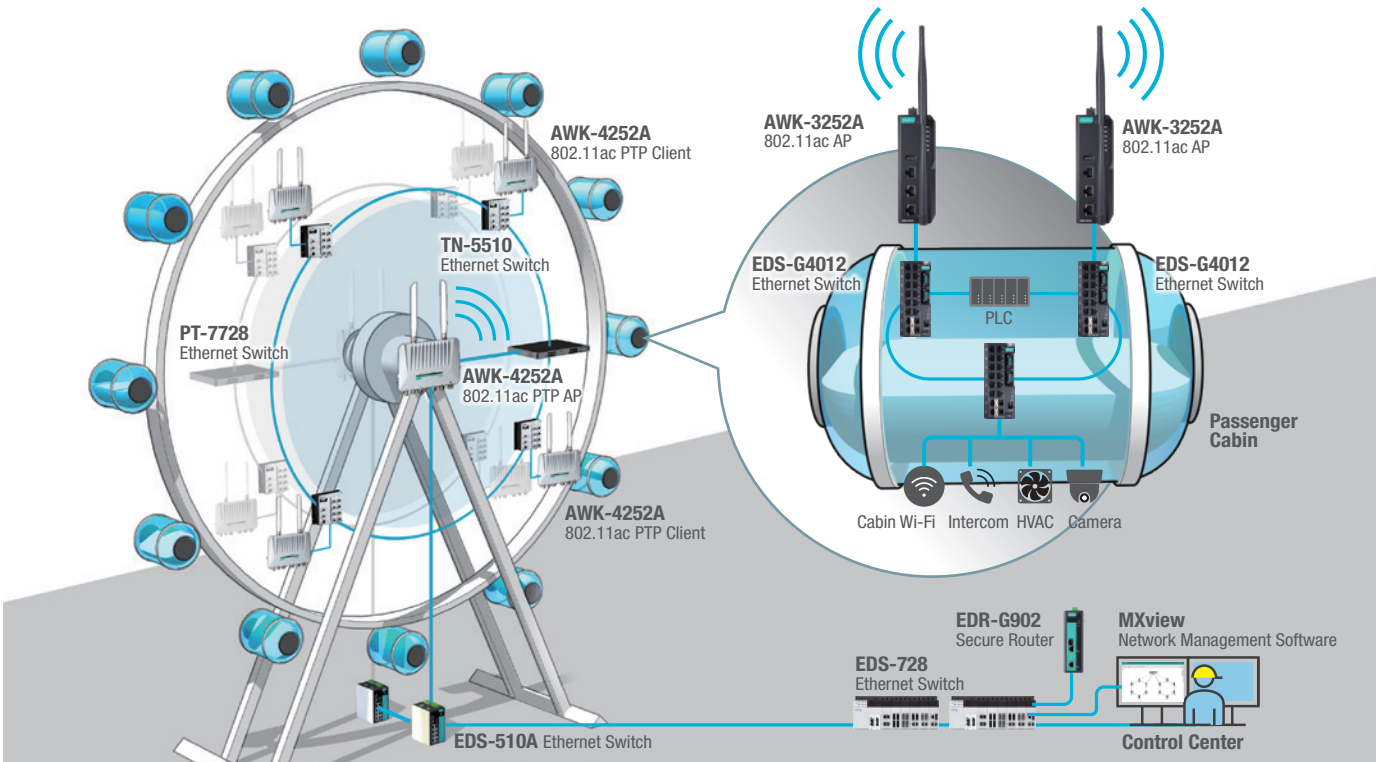 AWK-4252A
802.11ac PTP Client
TN-5510
Ethernet Switch
PT-7728
Ethernet Switch
AWK-4252A
802.11ac PTP AP
AWK-4252A
802.11ac PTP Client
EDS-510A Ethernet Switch
AWK-3252A
802.11ac AP
AWK-3252A
802.11ac AP
EDS-G4012
Ethernet Switch
EDS-G4012
Ethernet Switch
PLC
Passenger
Cabin
Cabin Wi-Fi
Intercom
HVAC
Camera
EDR-G902
Secure Router
MXview
Network Management Software
EDS-728
Ethernet Switch
Control Center